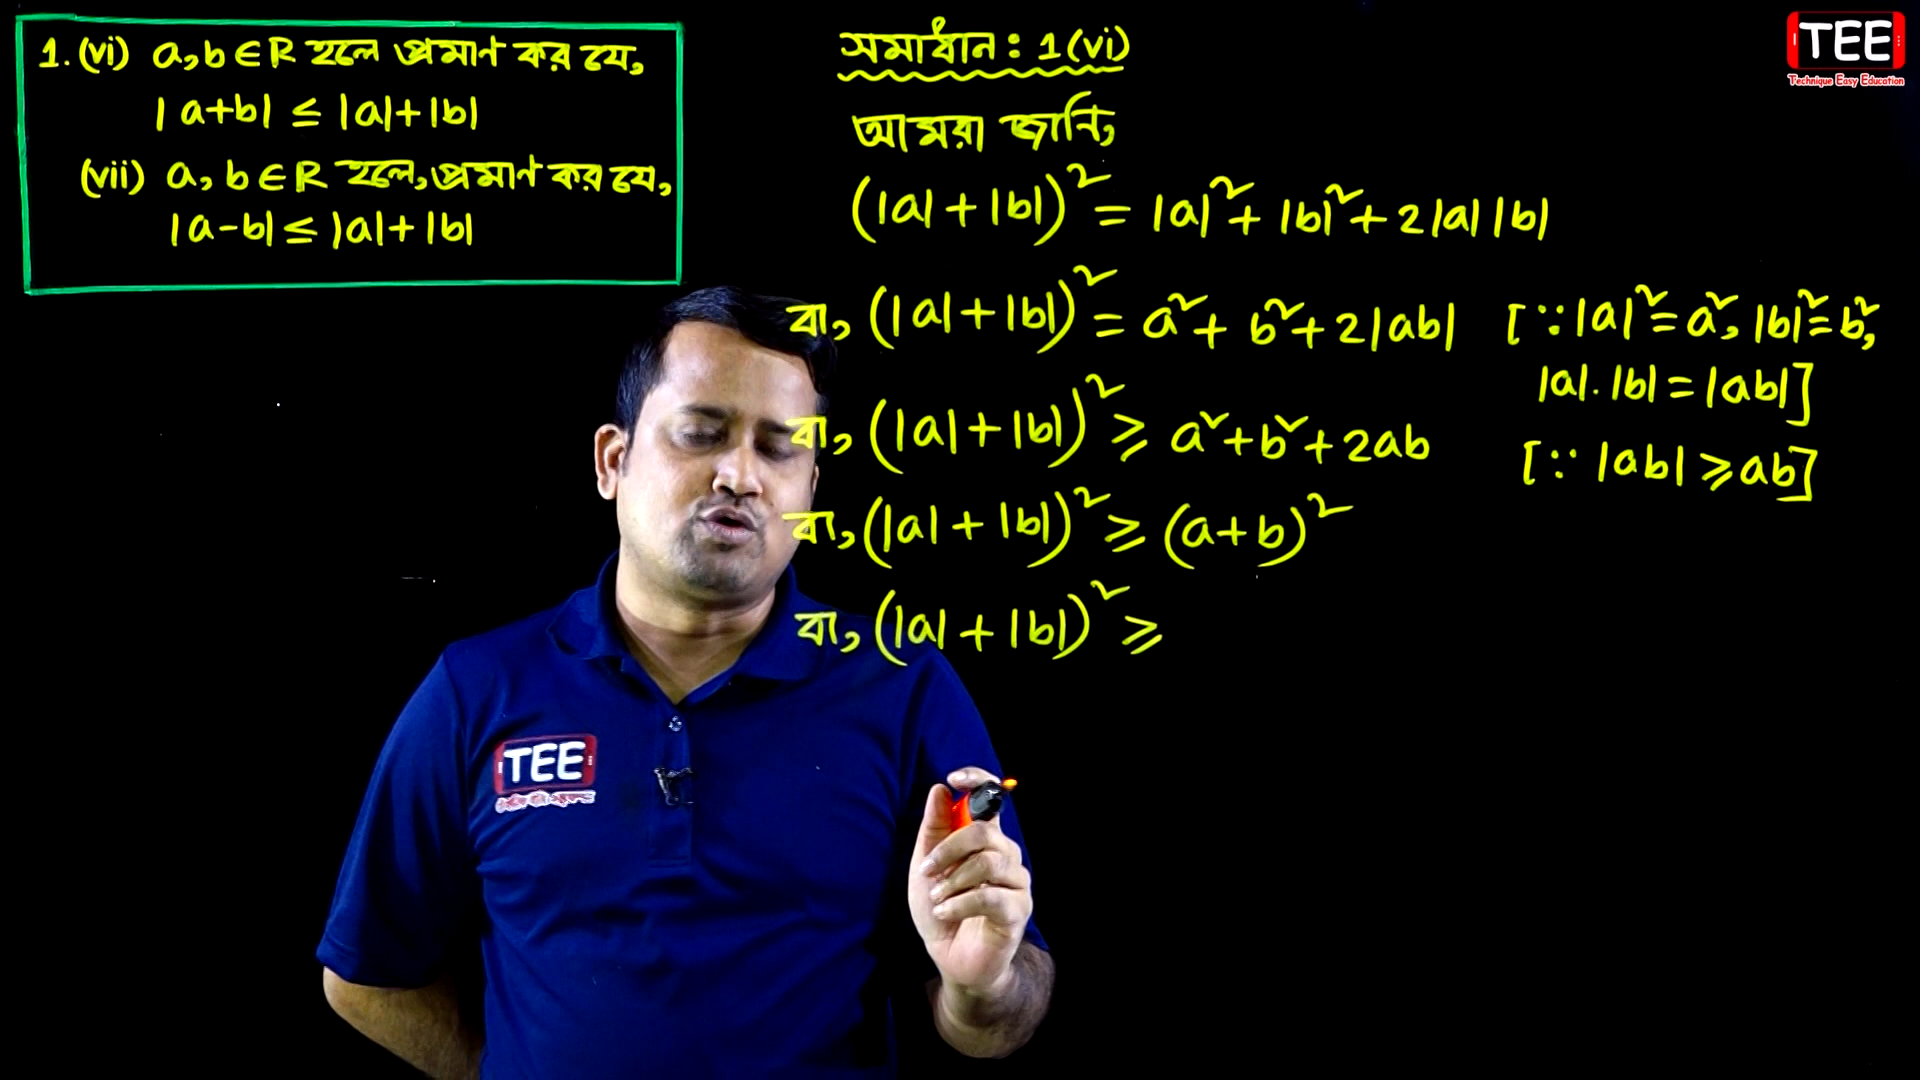 1. (vi) a, b ∈ R হলে প্রমাণ কর যে,
|a+b| ≤ |a|+|b|
(vii) a, b ∈ R হলে, প্রমাণ কর যে,
|a-b| ≤ |a|+|b|
সমাধান: 1(vi)
আমরা জানি,
(|a| + |b|)² = |a|² + |b|² + 2|a| |b|
বা, (|a| + |b|)² = a² + b² + 2|ab| [∵ |a|² = a², |b|² = b²,
|a|. |b| = |ab|]
বা, (|a| + |b|)² ⩾ a² + b² + 2ab [∵ |ab| ⩾ ab]
বা, (|a| + |b|)² ⩾ (a+b)²
বা, (|a| + |b|)² ⩾
TEE
Technique Easy Education
TEE